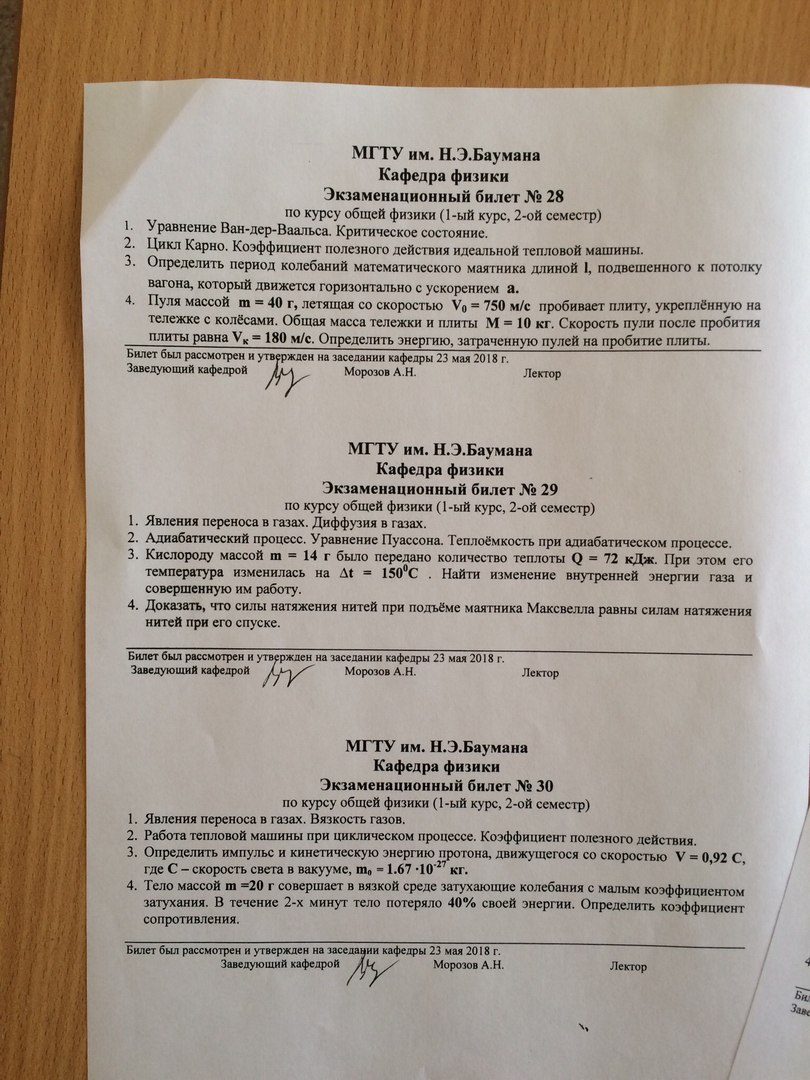 МГТУ им. Н.Э.Баумана
Кафедра физики
Экзаменационный билет № 28
по курсу общей физики (1-ый курс, 2-ой семестр)
1. Уравнение Ван-дер-Ваальса. Критическое состояние.
2. Цикл Карно. Коэффициент полезного действия идеальной тепловой машины.
3. Определить период колебаний математического маятника длиной l, подвешенного к потолку
вагона, который движется горизонтально с ускорением a.
4. Пуля массой m = 40 г, летящая со скоростью V₀ = 750 м/с пробивает плиту, укреплённую на
тележке с колёсами. Общая масса тележки и плиты M = 10 кг. Скорость пули после пробития
плиты равна Vₖ = 180 м/с. Определить энергию, затраченную пулей на пробитие плиты.
Билет был рассмотрен и утвержден на заседании кафедры 23 мая 2018 г.
Заведующий кафедрой Морозов А.Н. Лектор
МГТУ им. Н.Э.Баумана
Кафедра физики
Экзаменационный билет № 29
по курсу общей физики (1-ый курс, 2-ой семестр)
1. Явления переноса в газах. Диффузия в газах.
2. Адиабатический процесс. Уравнение Пуассона. Теплоёмкость при адиабатическом процессе.
3. Кислороду массой m = 14 г было передано количество теплоты Q = 72 кДж. При этом его
температура изменилась на Δt = 150⁰С . Найти изменение внутренней энергии газа и
совершенную им работу.
4. Доказать, что силы натяжения нитей при подъёме маятника Максвелла равны силам натяжения
нитей при его спуске.
Билет был рассмотрен и утвержден на заседании кафедры 23 мая 2018 г.
Заведующий кафедрой Морозов А.Н. Лектор
МГТУ им. Н.Э.Баумана
Кафедра физики
Экзаменационный билет № 30
по курсу общей физики (1-ый курс, 2-ой семестр)
1. Явления переноса в газах. Вязкость газов.
2. Работа тепловой машины при циклическом процессе. Коэффициент полезного действия.
3. Определить импульс и кинетическую энергию протона, движущегося со скоростью V = 0,92 С,
где С – скорость света в вакууме, m₀ = 1.67 ·10⁻²⁷ кг.
4. Тело массой m =20 г совершает в вязкой среде затухающие колебания с малым коэффициентом
затухания. В течение 2-х минут тело потеряло 40% своей энергии. Определить коэффициент
сопротивления.
Билет был рассмотрен и утвержден на заседании кафедры 23 мая 2018 г.
Заведующий кафедрой Морозов А.Н. Лектор